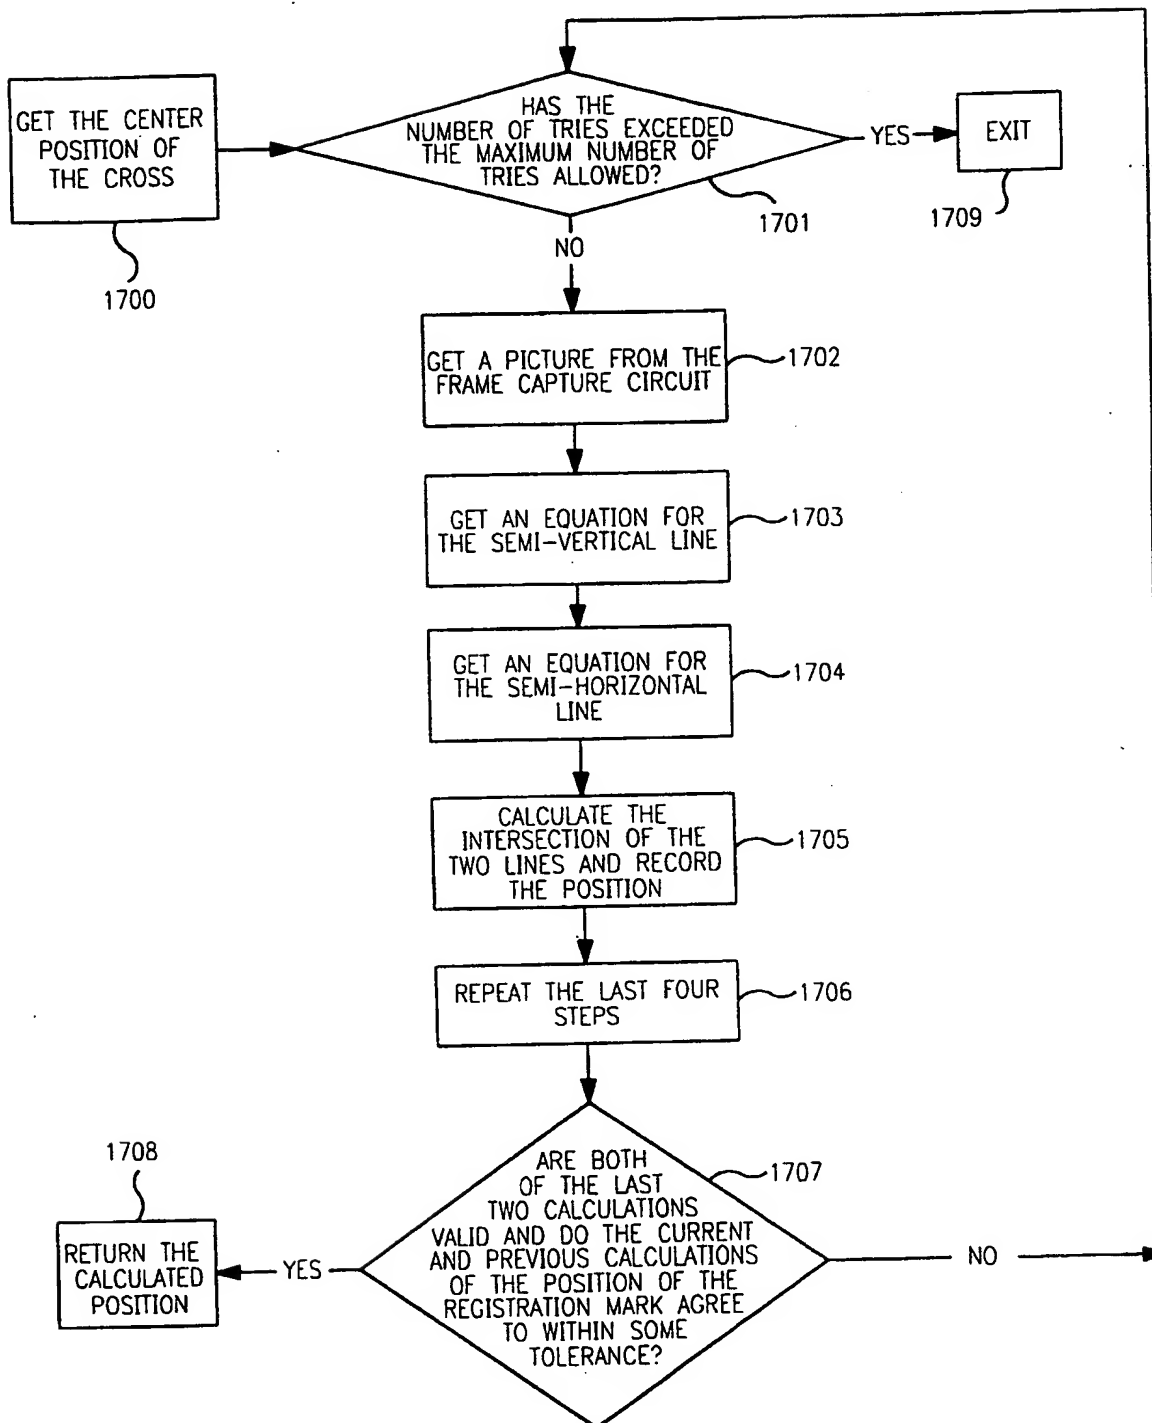 GET THE CENTER
POSITION OF
THE CROSS
1700
HAS THE
NUMBER OF TRIES EXCEEDED
THE MAXIMUM NUMBER OF
TRIES ALLOWED?
1701
YES
EXIT
1709
NO
GET A PICTURE FROM THE
FRAME CAPTURE CIRCUIT
1702
GET AN EQUATION FOR
THE SEMI-VERTICAL LINE
1703
GET AN EQUATION FOR
THE SEMI-HORIZONTAL
LINE
1704
CALCULATE THE
INTERSECTION OF THE
TWO LINES AND RECORD
THE POSITION
1705
REPEAT THE LAST FOUR
STEPS
1706
ARE BOTH
OF THE LAST
TWO CALCULATIONS
VALID AND DO THE CURRENT
AND PREVIOUS CALCULATIONS
OF THE POSITION OF THE
REGISTRATION MARK AGREE
TO WITHIN SOME
TOLERANCE?
1707
NO
YES
1708
RETURN THE
CALCULATED
POSITION